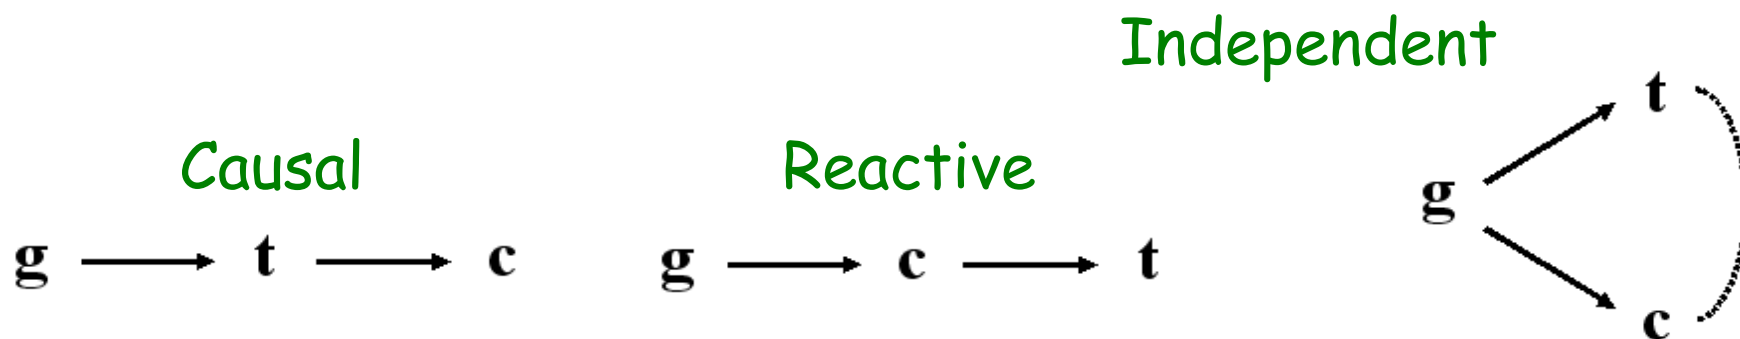 Causal
g t c
Reactive
g c t
Independent
t
g
c